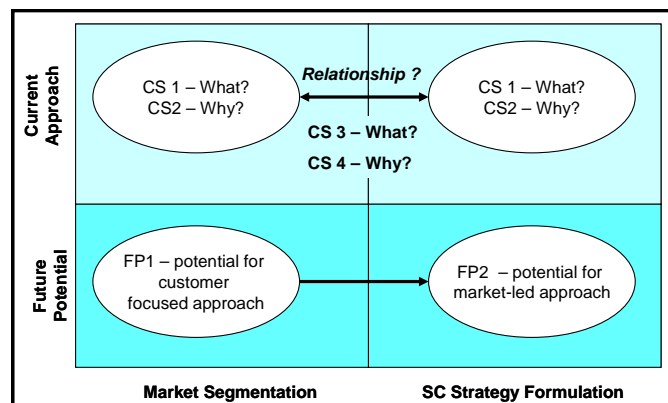 Current
Approach
CS 1 – What?
CS2 – Why?
Relationship ?
CS 3 – What?
CS 4 – Why?
CS 1 – What?
CS2 – Why?
Future
Potential
FP1 – potential for
customer
focused approach
FP2 – potential for
market-led approach
Market Segmentation
SC Strategy Formulation